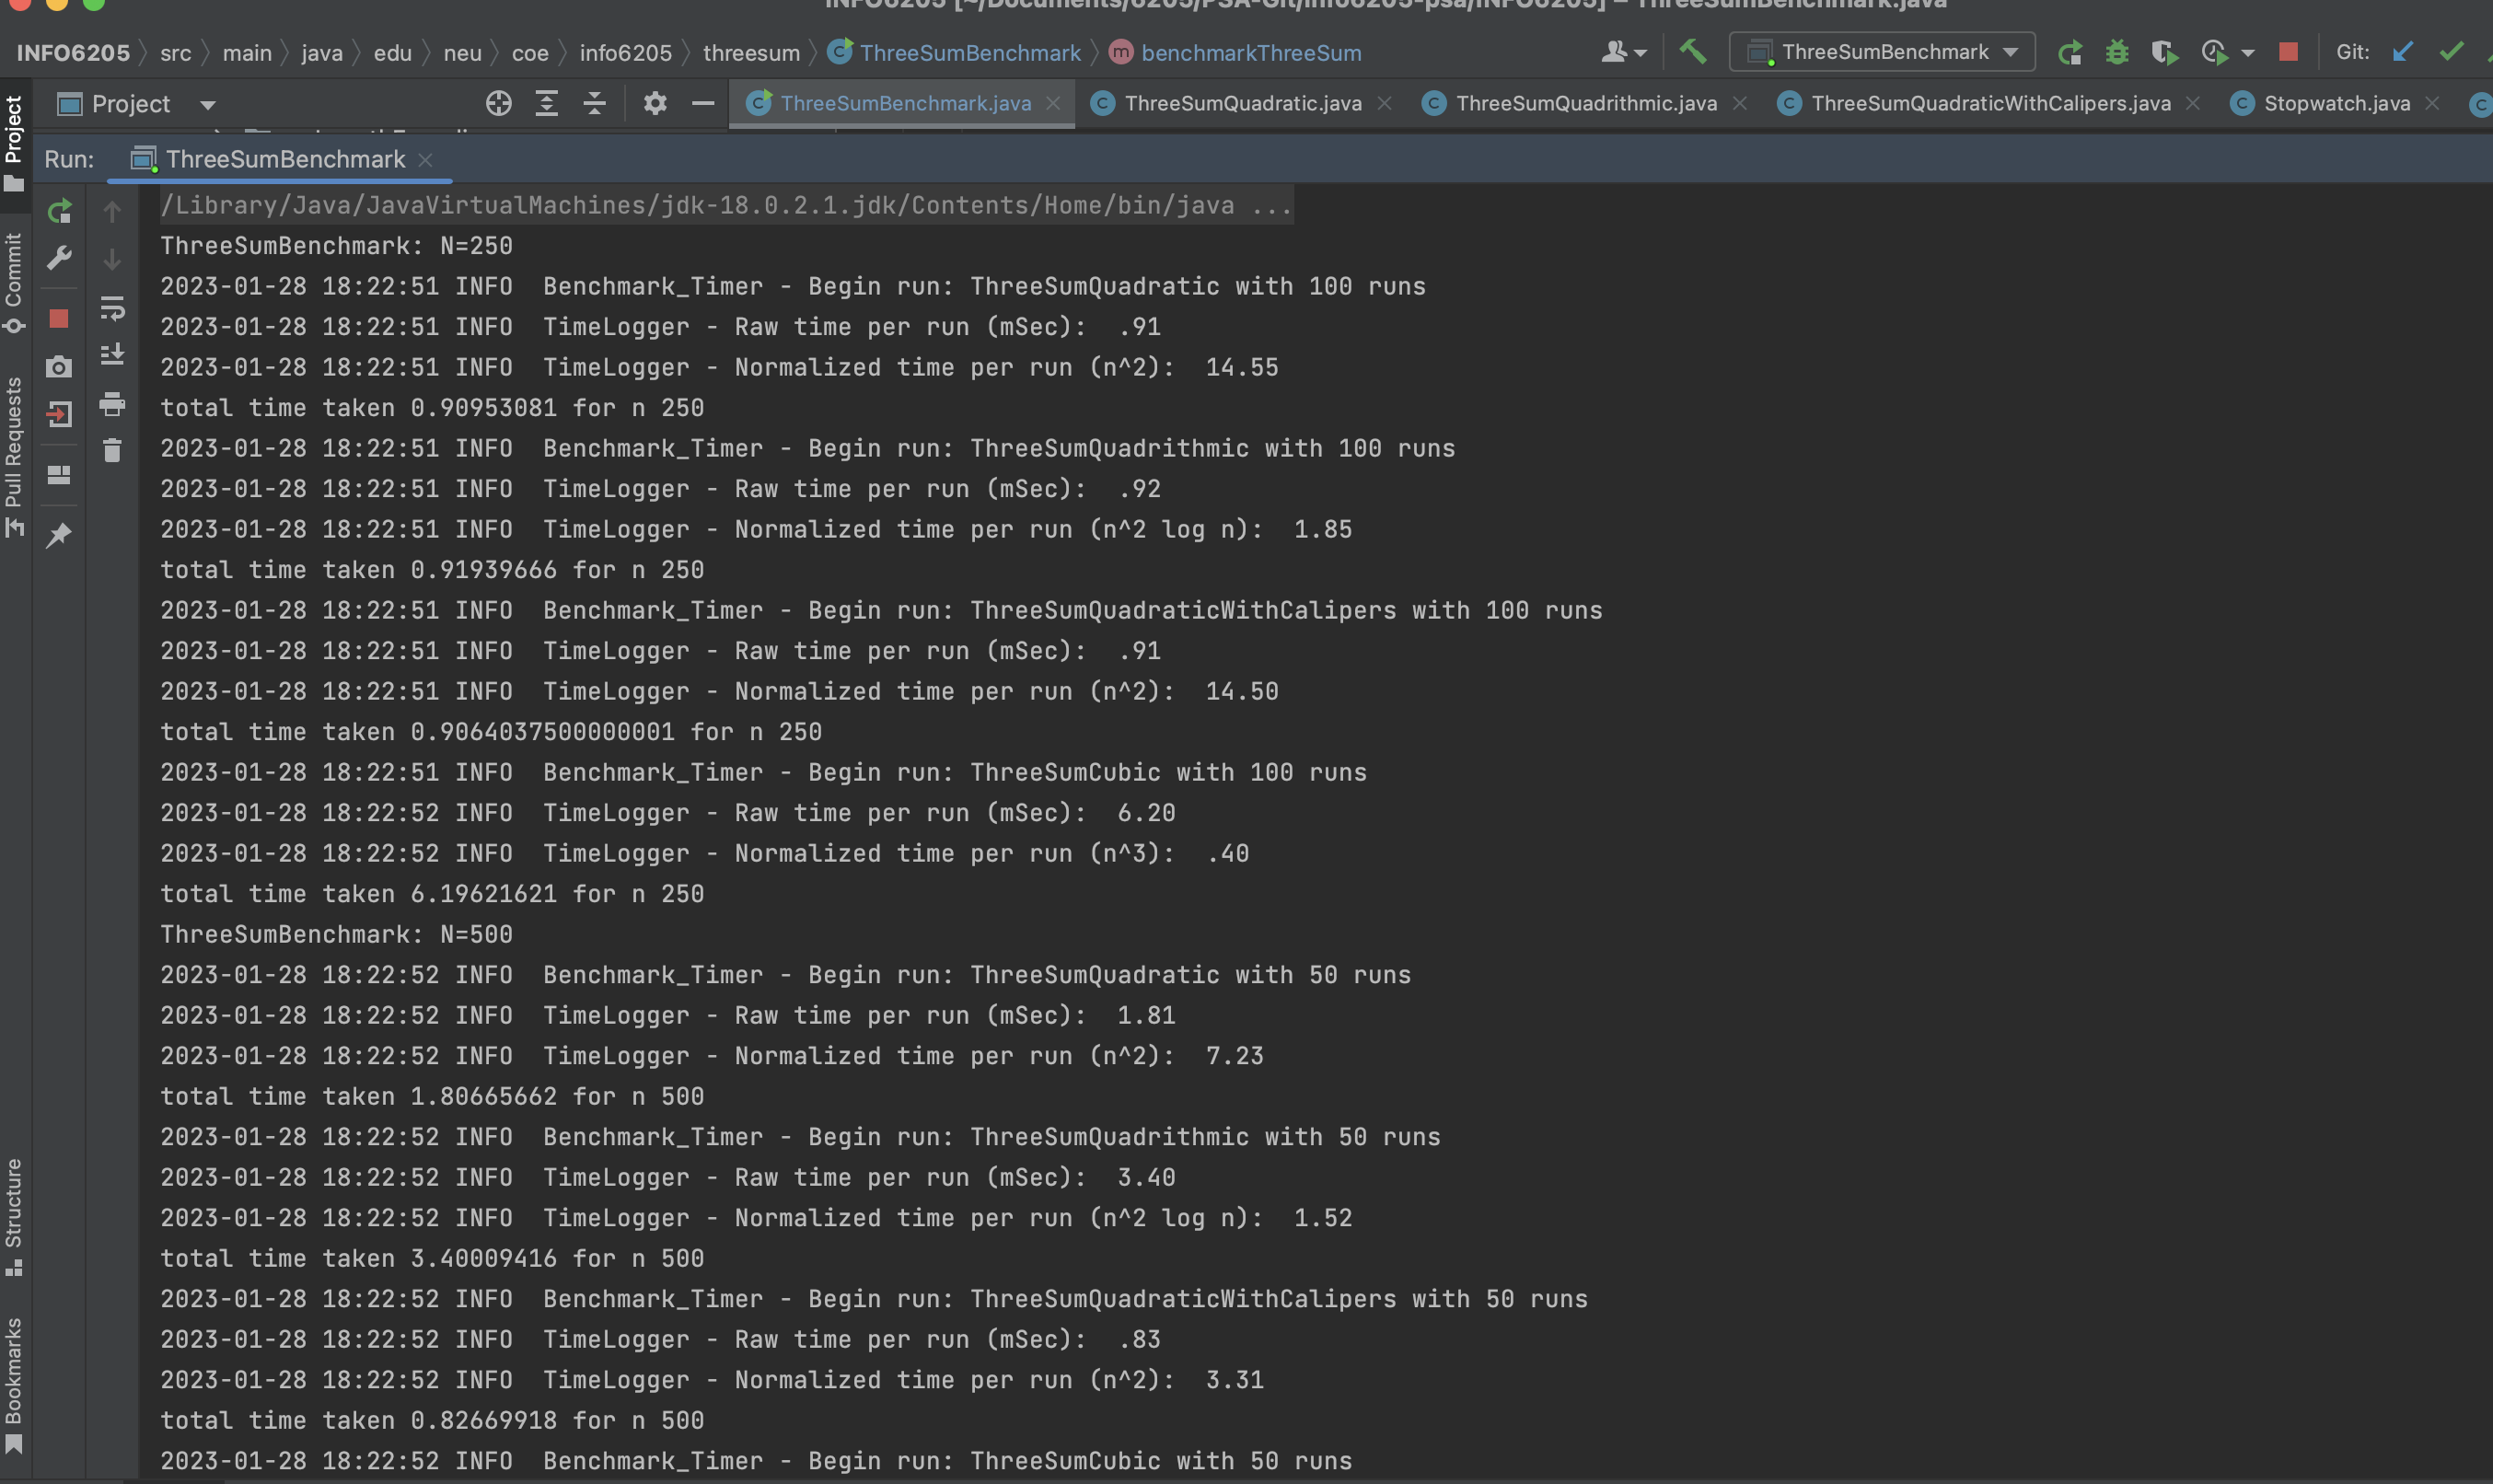 INFO6205 [~/Documents/6205/PSA-Git/info6205-psa/INFO6205] – ThreeSumBenchmark.java
INFO6205 src main java edu neu coe info6205 threesum ThreeSumBenchmark benchmarkThreeSum ThreeSumBenchmark Git:
Project ThreeSumBenchmark.java ThreeSumQuadratic.java ThreeSumQuadrithmic.java ThreeSumQuadraticWithCalipers.java Stopwatch.java
Run: ThreeSumBenchmark
Project
Commit
Pull Requests
Structure
Bookmarks
/Library/Java/JavaVirtualMachines/jdk-18.0.2.1.jdk/Contents/Home/bin/java ...
ThreeSumBenchmark: N=250
2023-01-28 18:22:51 INFO  Benchmark_Timer - Begin run: ThreeSumQuadratic with 100 runs
2023-01-28 18:22:51 INFO  TimeLogger - Raw time per run (mSec):  .91
2023-01-28 18:22:51 INFO  TimeLogger - Normalized time per run (n^2):  14.55
total time taken 0.90953081 for n 250
2023-01-28 18:22:51 INFO  Benchmark_Timer - Begin run: ThreeSumQuadrithmic with 100 runs
2023-01-28 18:22:51 INFO  TimeLogger - Raw time per run (mSec):  .92
2023-01-28 18:22:51 INFO  TimeLogger - Normalized time per run (n^2 log n):  1.85
total time taken 0.91939666 for n 250
2023-01-28 18:22:51 INFO  Benchmark_Timer - Begin run: ThreeSumQuadraticWithCalipers with 100 runs
2023-01-28 18:22:51 INFO  TimeLogger - Raw time per run (mSec):  .91
2023-01-28 18:22:51 INFO  TimeLogger - Normalized time per run (n^2):  14.50
total time taken 0.9064037500000001 for n 250
2023-01-28 18:22:51 INFO  Benchmark_Timer - Begin run: ThreeSumCubic with 100 runs
2023-01-28 18:22:52 INFO  TimeLogger - Raw time per run (mSec):  6.20
2023-01-28 18:22:52 INFO  TimeLogger - Normalized time per run (n^3):  .40
total time taken 6.19621621 for n 250
ThreeSumBenchmark: N=500
2023-01-28 18:22:52 INFO  Benchmark_Timer - Begin run: ThreeSumQuadratic with 50 runs
2023-01-28 18:22:52 INFO  TimeLogger - Raw time per run (mSec):  1.81
2023-01-28 18:22:52 INFO  TimeLogger - Normalized time per run (n^2):  7.23
total time taken 1.80665662 for n 500
2023-01-28 18:22:52 INFO  Benchmark_Timer - Begin run: ThreeSumQuadrithmic with 50 runs
2023-01-28 18:22:52 INFO  TimeLogger - Raw time per run (mSec):  3.40
2023-01-28 18:22:52 INFO  TimeLogger - Normalized time per run (n^2 log n):  1.52
total time taken 3.40009416 for n 500
2023-01-28 18:22:52 INFO  Benchmark_Timer - Begin run: ThreeSumQuadraticWithCalipers with 50 runs
2023-01-28 18:22:52 INFO  TimeLogger - Raw time per run (mSec):  .83
2023-01-28 18:22:52 INFO  TimeLogger - Normalized time per run (n^2):  3.31
total time taken 0.82669918 for n 500
2023-01-28 18:22:52 INFO  Benchmark_Timer - Begin run: ThreeSumCubic with 50 runs